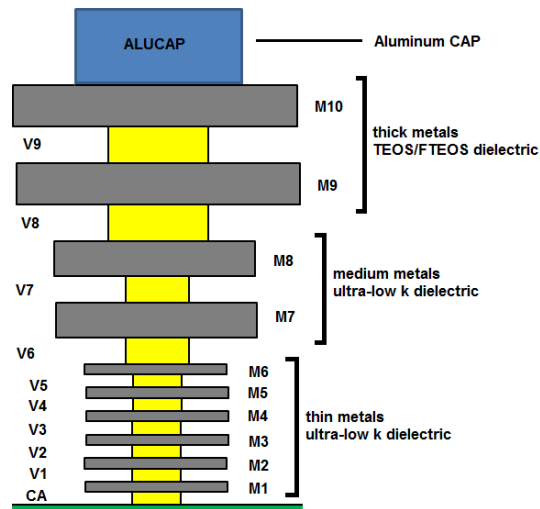 ALUCAP
Aluminum CAP
M10
thick metals
TEOS/FTEOS dielectric
V9
M9
V8
M8
medium metals
ultra-low k dielectric
V7
M7
V6
M6
V5
M5
V4
M4
thin metals
ultra-low k dielectric
V3
M3
V2
M2
V1
M1
CA